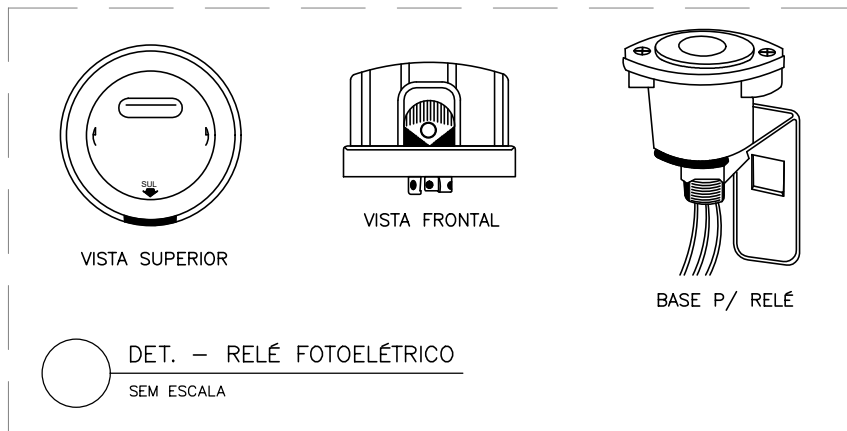 SUL
VISTA SUPERIOR
VISTA FRONTAL
BASE P/ RELÉ
DET. – RELÉ FOTOELÉTRICO
SEM ESCALA